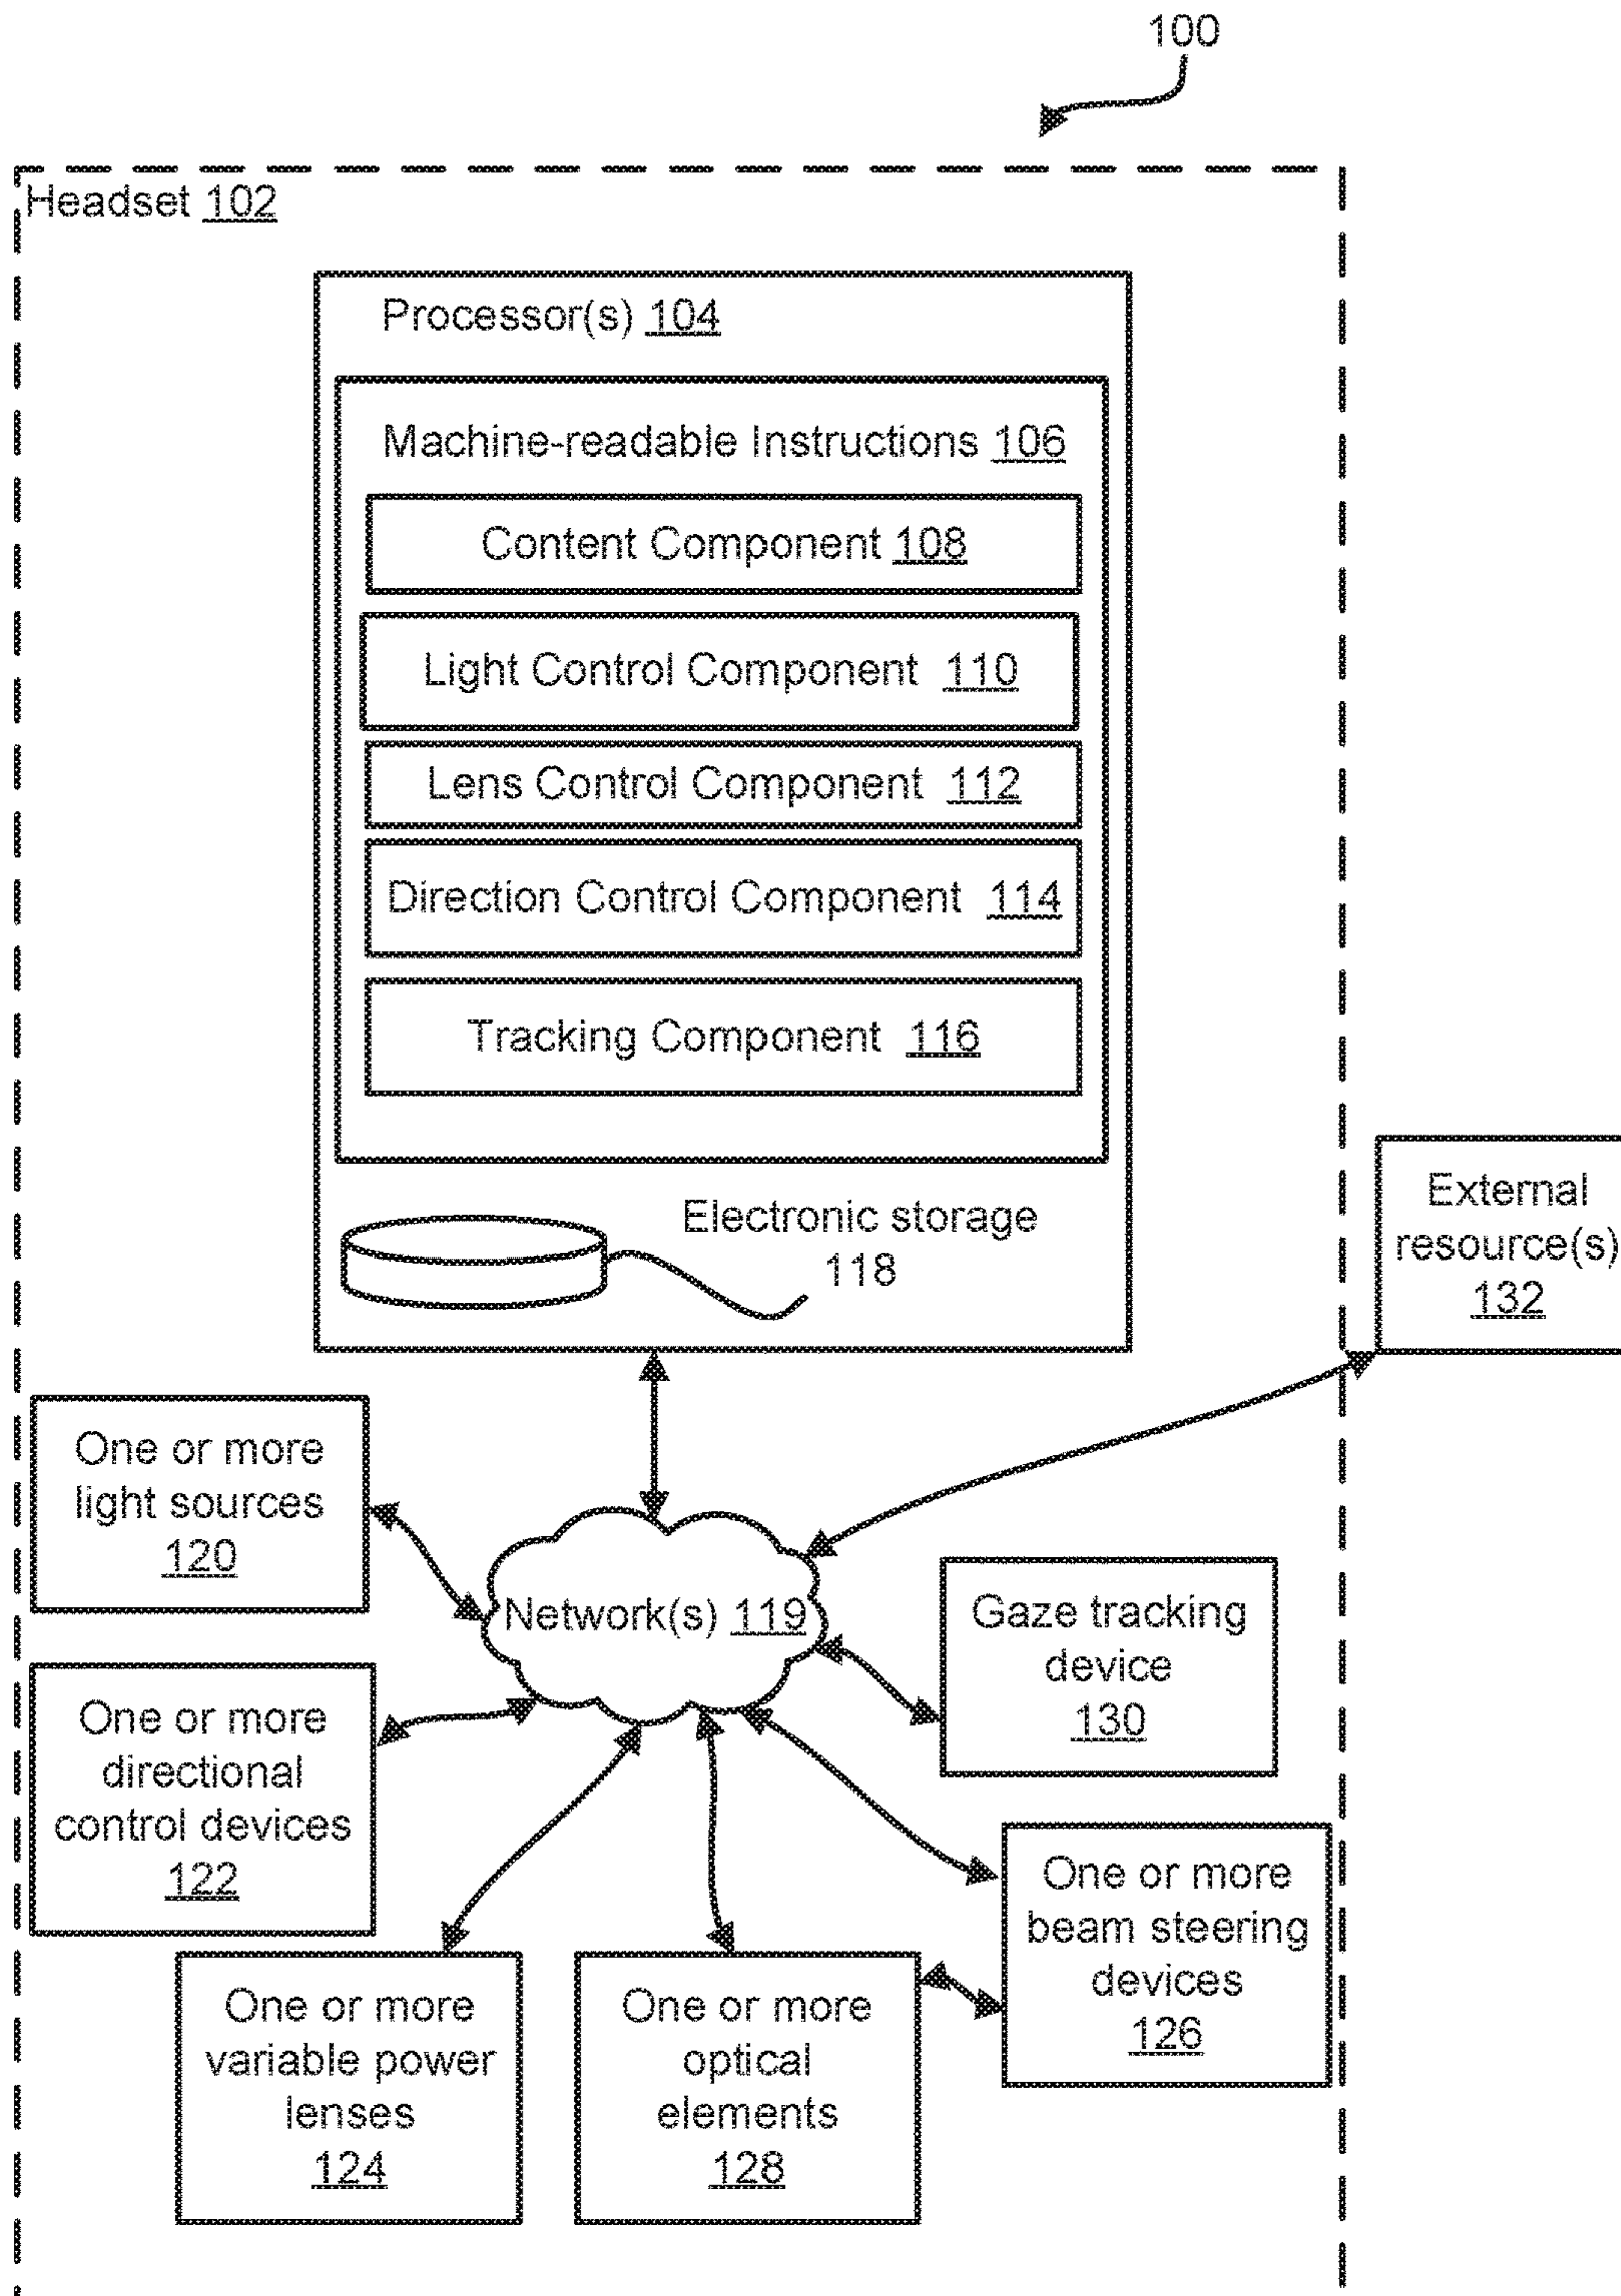 100
Headset 102
Processor(s) 104
Machine-readable Instructions 106
Content Component 108
Light Control Component 110
Lens Control Component 112
Direction Control Component 114
Tracking Component 116
Electronic storage
118
External
resource(s)
132
One or more
light sources
120
Network(s) 119
Gaze tracking
device
130
One or more
directional
control devices
122
One or more
beam steering
devices
126
One or more
variable power
lenses
124
One or more
optical
elements
128